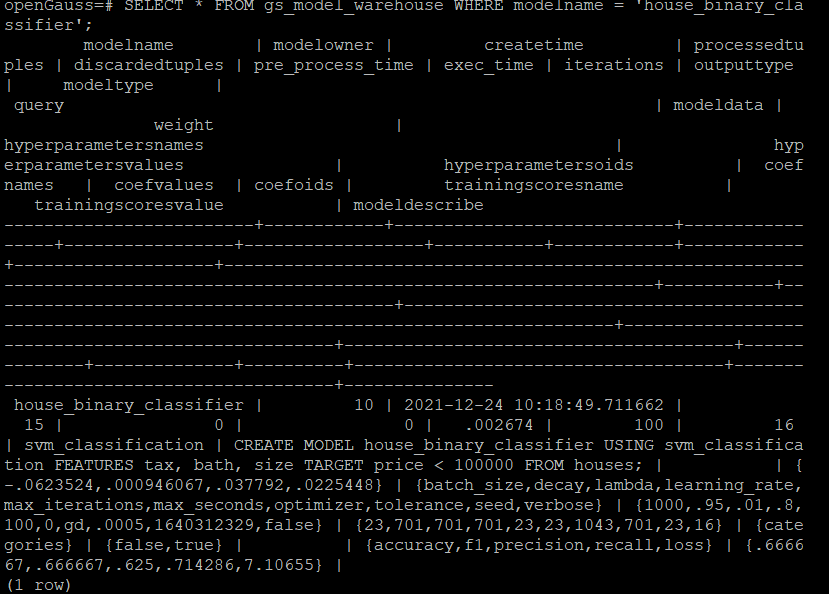 openGauss=# SELECT * FROM gs_model_warehouse WHERE modelname = 'house_binary_cla
ssifier';
        modelname        | modelowner |         createtime         | processedtu
ples | discardedtuples | pre_process_time | exec_time | iterations | outputtype
|     modeltype      |
 query                                                           | modeldata |
               weight                  |
hyperparametersnames                                         |               hyp
erparametersvalues               |          hyperparametersoids          | coef
names   |  coefvalues  | coefoids |         trainingscoresname          |
   trainingscoresvalue           | modeldescribe
-------------------------+------------+----------------------------+------------
-----+-----------------+------------------+-----------+------------+------------
+--------------------+----------------------------------------------------------
-----------------------------------------------------------------+-----------+--
---------------------------------------+----------------------------------------
-------------------------------------------------------------+------------------
---------------------------------+---------------------------------------+------
--------+--------------+----------+-------------------------------------+-------
---------------------------------+---------------
 house_binary_classifier |         10 | 2021-12-24 10:18:49.711662 |
  15 |               0 |                0 |   .002674 |        100 |         16
| svm_classification | CREATE MODEL house_binary_classifier USING svm_classifica
tion FEATURES tax, bath, size TARGET price < 100000 FROM houses; |           | {
-.0623524,.000946067,.037792,.0225448} | {batch_size,decay,lambda,learning_rate,
max_iterations,max_seconds,optimizer,tolerance,seed,verbose} | {1000,.95,.01,.8,
100,0,gd,.0005,1640312329,false} | {23,701,701,701,23,23,1043,701,23,16} | {cate
gories} | {false,true} |          | {accuracy,f1,precision,recall,loss} | {.6666
67,.666667,.625,.714286,7.10655} |
(1 row)